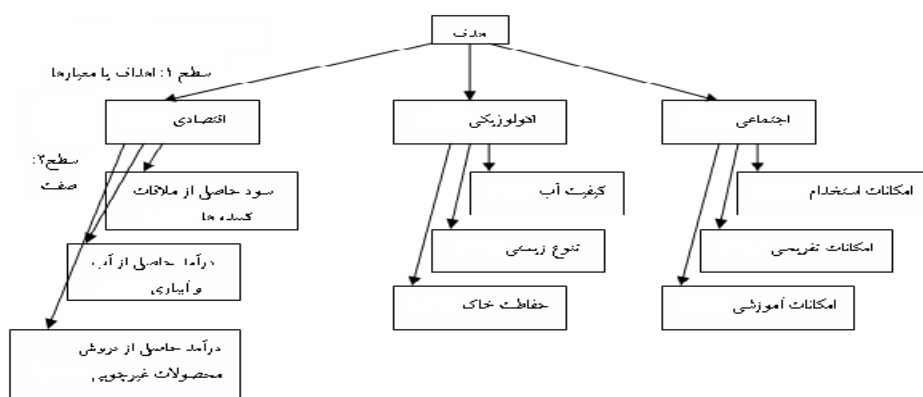 هدف
سطح ۱: اهداف یا معیارها
اقتصادی
اکولوژیکی
اجتماعی
سطح۲:
صفت
سود حاصل از ملاقات
کننده ها
کیفیت آب
امکانات استخدام
درآمد حاصل از آب
و آبیاری
تنوع زیستی
امکانات تفریحی
حفاظت خاک
امکانات آموزشی
درآمد حاصل از فروش
محصولات غیرچوبی